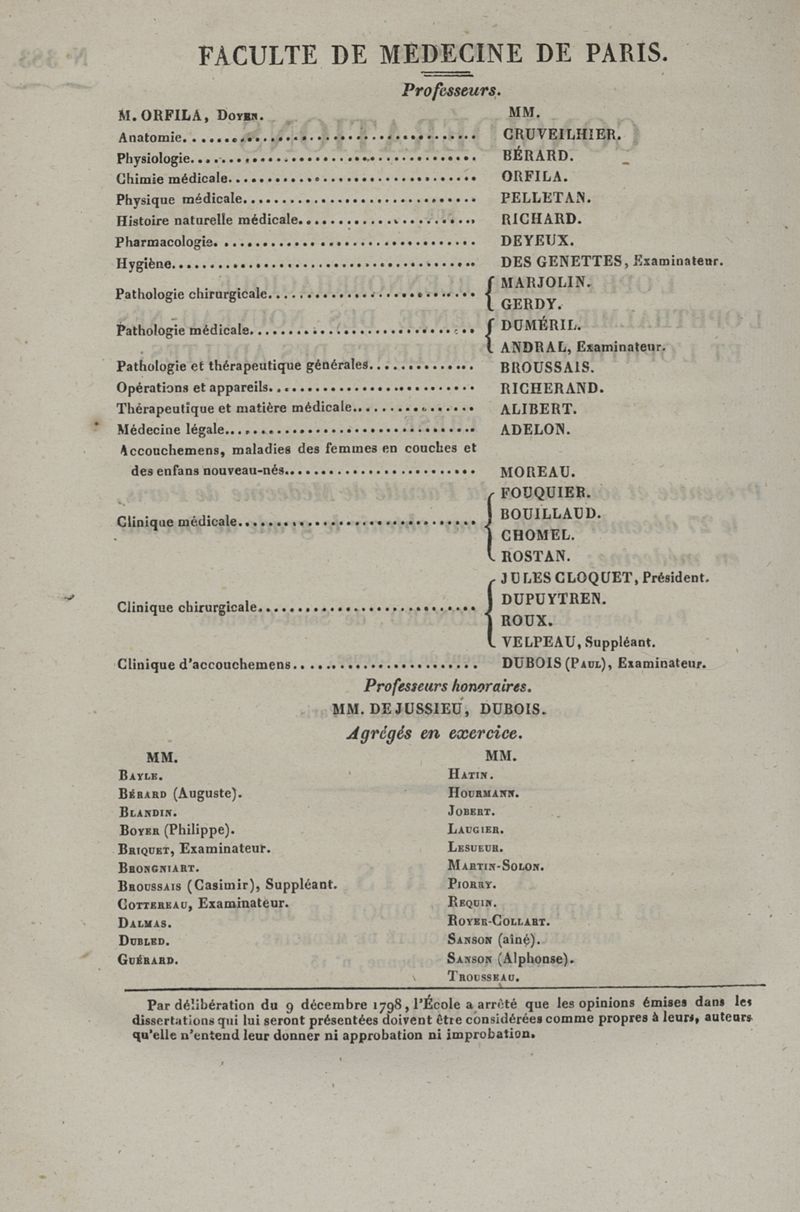 FACULTÉ DE MÉDECINE DE PARIS.
Professeurs.
M. ORFILA, DOYEN. MM.
Anatomie........ CRUVEILHIER.
Physiologie........ BÉRARD.
Chimie médicale........ ORFILA.
Physique médicale........ PELLETAN.
Histoire naturelle médicale........ RICHARD.
Pharmacologie........ DEYEUX.
Hygiène........ DES GENETTES, Examinateur.
Pathologie chirurgicale........ { MARJOLIN.
GERDY.
Pathologie médicale........ { DUMÉRIL.
ANDRAL, Examinateur.
Pathologie et thérapeutique générales........ BROUSSAIS.
Opérations et appareils........ RICHERAND.
Thérapeutique et matière médicale........ ALIBERT.
Médecine légale........ ADELON.
Accouchemens, maladies des femmes en couches et
des enfans nouveau-nés........ MOREAU.
Clinique médicale........ { FOUQUIER.
BOUILLAUD.
CHOMEL.
ROSTAN.
Clinique chirurgicale........ { JULES CLOQUET, Président.
DUPUYTREN.
ROUX.
VELPEAU, Suppléant.
Clinique d'accouchemens........ DUBOIS (PAUL), Examinateur.
Professeurs honoraires.
MM. DE JUSSIEU, DUBOIS.
Agrégés en exercice.
MM. MM.
BAYLE. HATIN.
BÉRARD (Auguste). HOURMANN.
BLANDIN. JOBERT.
BOYER (Philippe). LAUGIER.
BRIQUET, Examinateur. LESUEUR.
BRONGNIART. MARTIN-SOLON.
BROUSSAIS (Casimir), Suppléant. PIORRY.
COTTEREAU, Examinateur. REQUIN.
DALMAS. ROYER-COLLART.
DUBLED. SANSON (aîné).
GUÉRARD. SANSON (Alphonse).
TROUSSEAU.
Par délibération du 9 décembre 1798, l'École a arrêté que les opinions émises dans les
dissertations qui lui seront présentées doivent être considérées comme propres à leurs, auteurs
qu'elle n'entend leur donner ni approbation ni improbation.